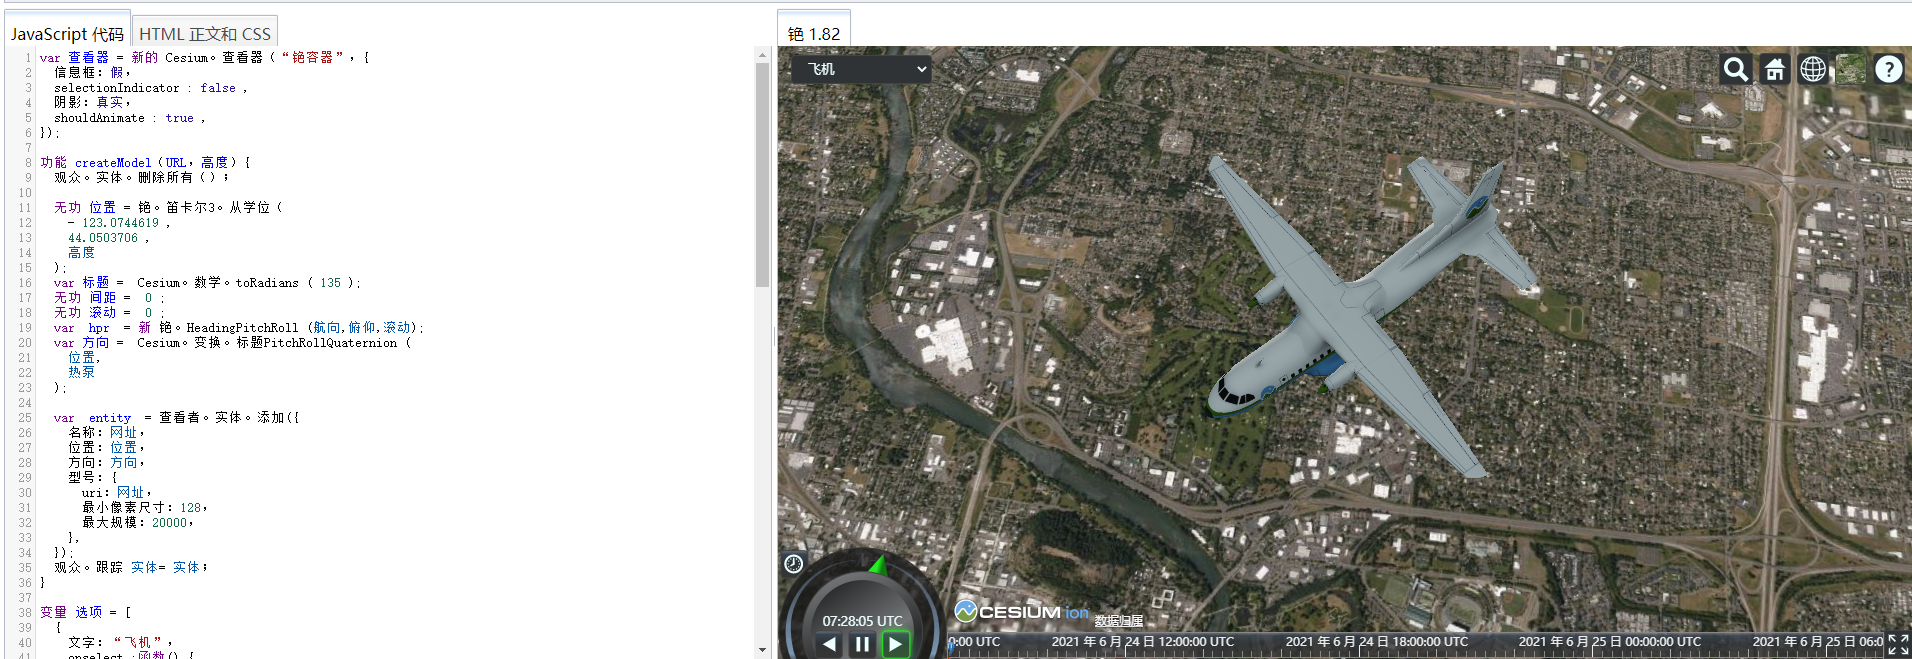 JavaScript 代码
HTML 正文和 CSS
1 var 查看器 = 新的 Cesium。查看器（“铯容器”，{
2 信息框：假，
3 selectionIndicator : false ,
4 阴影：真实，
5 shouldAnimate : true ,
6 });
7
8 功能 createModel（URL，高度）{
9 观众。实体。删除所有（）；
10
11 无功 位置 = 铯。笛卡尔3。从学位（
12 - 123.0744619 ,
13 44.0503706 ,
14 高度
15 );
16 var 标题 = Cesium。数学。toRadians ( 135 );
17 无功 间距 = 0 ;
18 无功 滚动 = 0 ;
19 var hpr = 新 铯。HeadingPitchRoll (航向,俯仰,滚动);
20 var 方向 = Cesium。变换。标题PitchRollQuaternion (
21 位置,
22 热泵
23 );
24
25 var entity = 查看者。实体。添加({
26 名称：网址，
27 位置：位置，
28 方向：方向，
29 型号：{
30 uri：网址，
31 最小像素尺寸：128，
32 最大规模：20000，
33 },
34 });
35 观众。跟踪 实体= 实体；
36 }
37
38 变量 选项 = [
39 {
40 文字：“飞机”，
41 onselect :函数() {
铯 1.82
飞机
?
07:28:05 UTC
CESIUM ion
数据归属
0:00 UTC
2021 年 6 月 24 日 12:00:00 UTC
2021 年 6 月 24 日 18:00:00 UTC
2021 年 6 月 25 日 00:00:00 UTC
2021 年 6 月 25 日 06:0